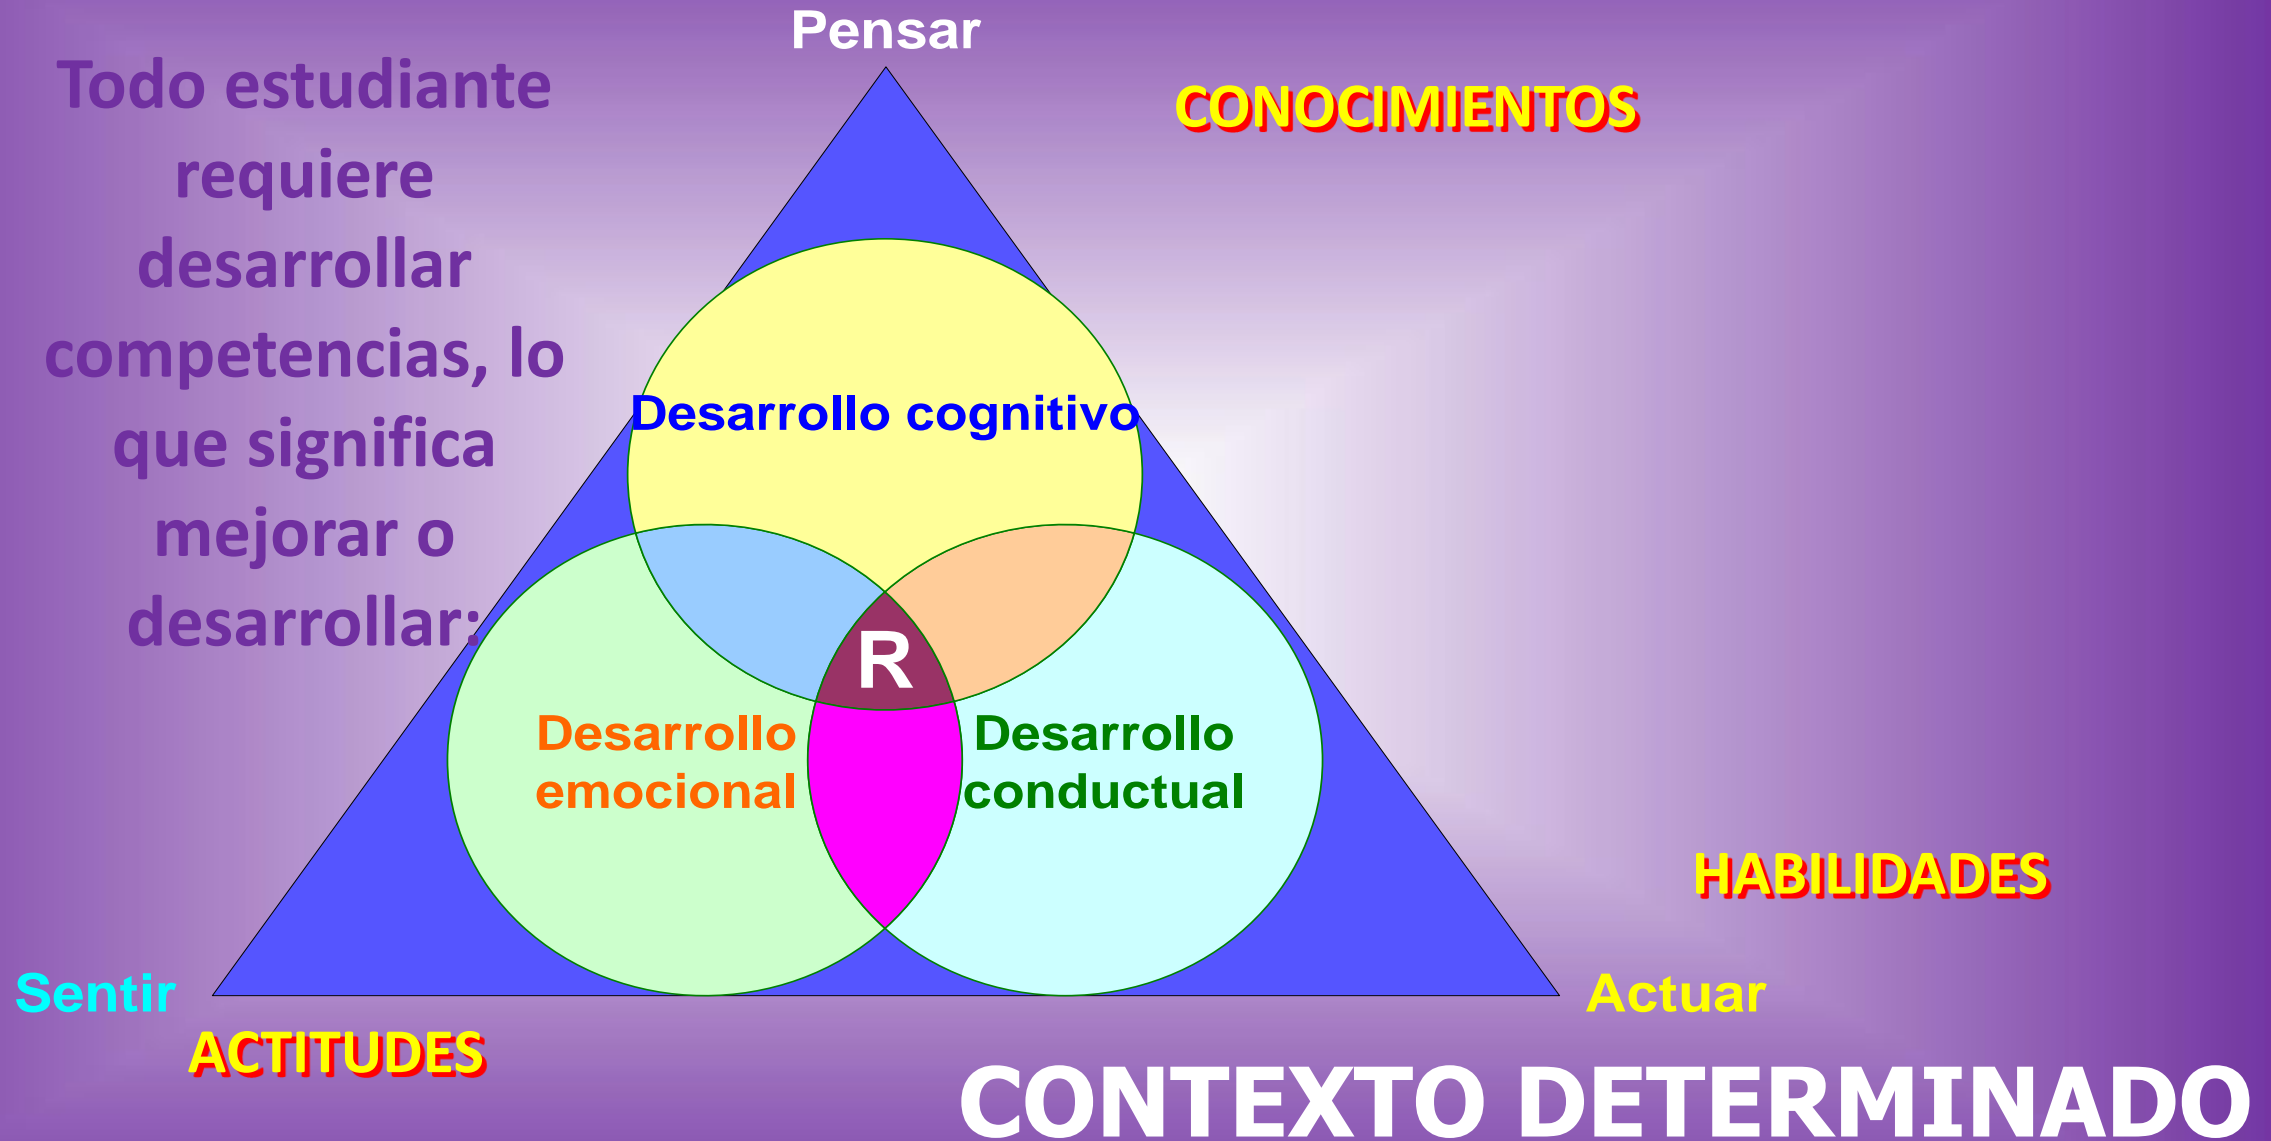 Pensar
Todo estudiante
requiere
desarrollar
competencias, lo
que significa
mejorar o
desarrollar:
CONOCIMIENTOS
Desarrollo cognitivo
R
Desarrollo
emocional
Desarrollo
conductual
HABILIDADES
Sentir
Actuar
ACTITUDES
CONTEXTO DETERMINADO